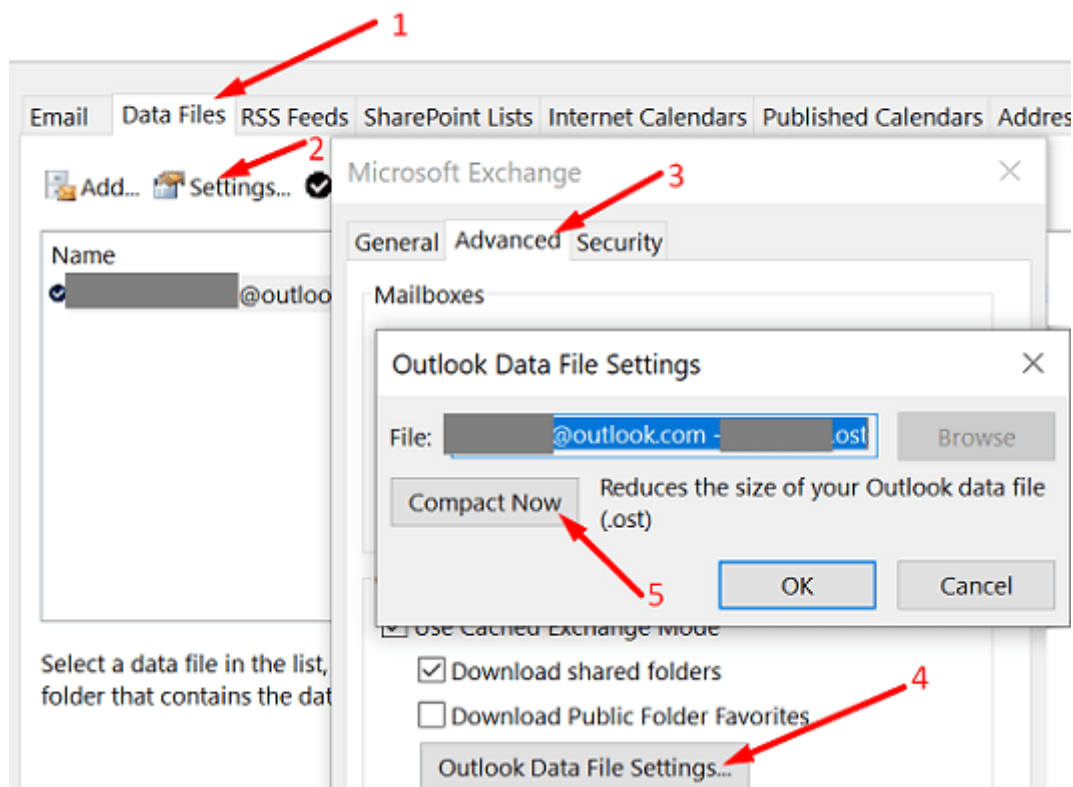 1
Email Data Files RSS Feeds SharePoint Lists Internet Calendars Published Calendars Addres
2
Add... Settings...
Microsoft Exchange
3
General Advanced Security
Name
@outloo
Mailboxes
Outlook Data File Settings
File: @outlook.com - .ost
Browse
Compact Now
Reduces the size of your Outlook data file
(.ost)
OK Cancel
5
Use Cached Exchange Mode
Select a data file in the list,
folder that contains the dat
Download shared folders
4
Download Public Folder Favorites
Outlook Data File Settings...